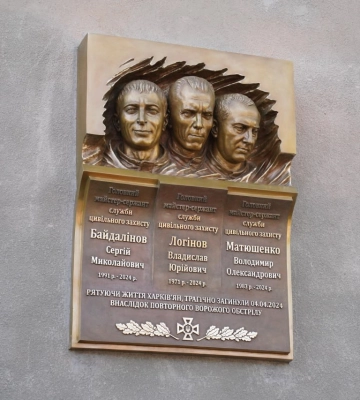 Головний
майстер-сержант
служби
цивільного захисту
Байдалінов
Сергій
Миколайович
1991 р. - 2024 р.
Головний
майстер-сержант
служби
цивільного захисту
Логінов
Владислав
Юрійович
1971 р. - 2024 р.
Головний
майстер-сержант
служби
цивільного захисту
Матюшенко
Володимир
Олександрович
1983 р. - 2024 р.
РЯТУЮЧИ ЖИТТЯ ХАРКІВ'ЯН, ТРАГІЧНО ЗАГИНУЛИ 04.04.2024
ВНАСЛІДОК ПОВТОРНОГО ВОРОЖОГО ОБСТРІЛУ